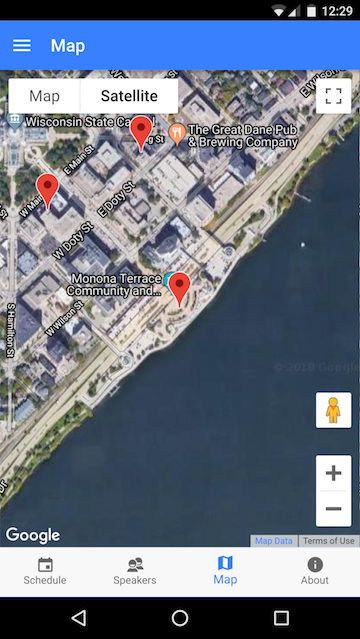 12:29
Map
Map
Satellite
E Wilson
Wisconsin State Ca
g St
The Great Dane Pub
& Brewing Company
E Main St
W Main
E Doty St
W Doty St
Monona Terrace
Community and...
W Wilson St
S Hamilton St
© 2018 Google
Google
Map Data
Terms of Use
Schedule
Speakers
Map
About